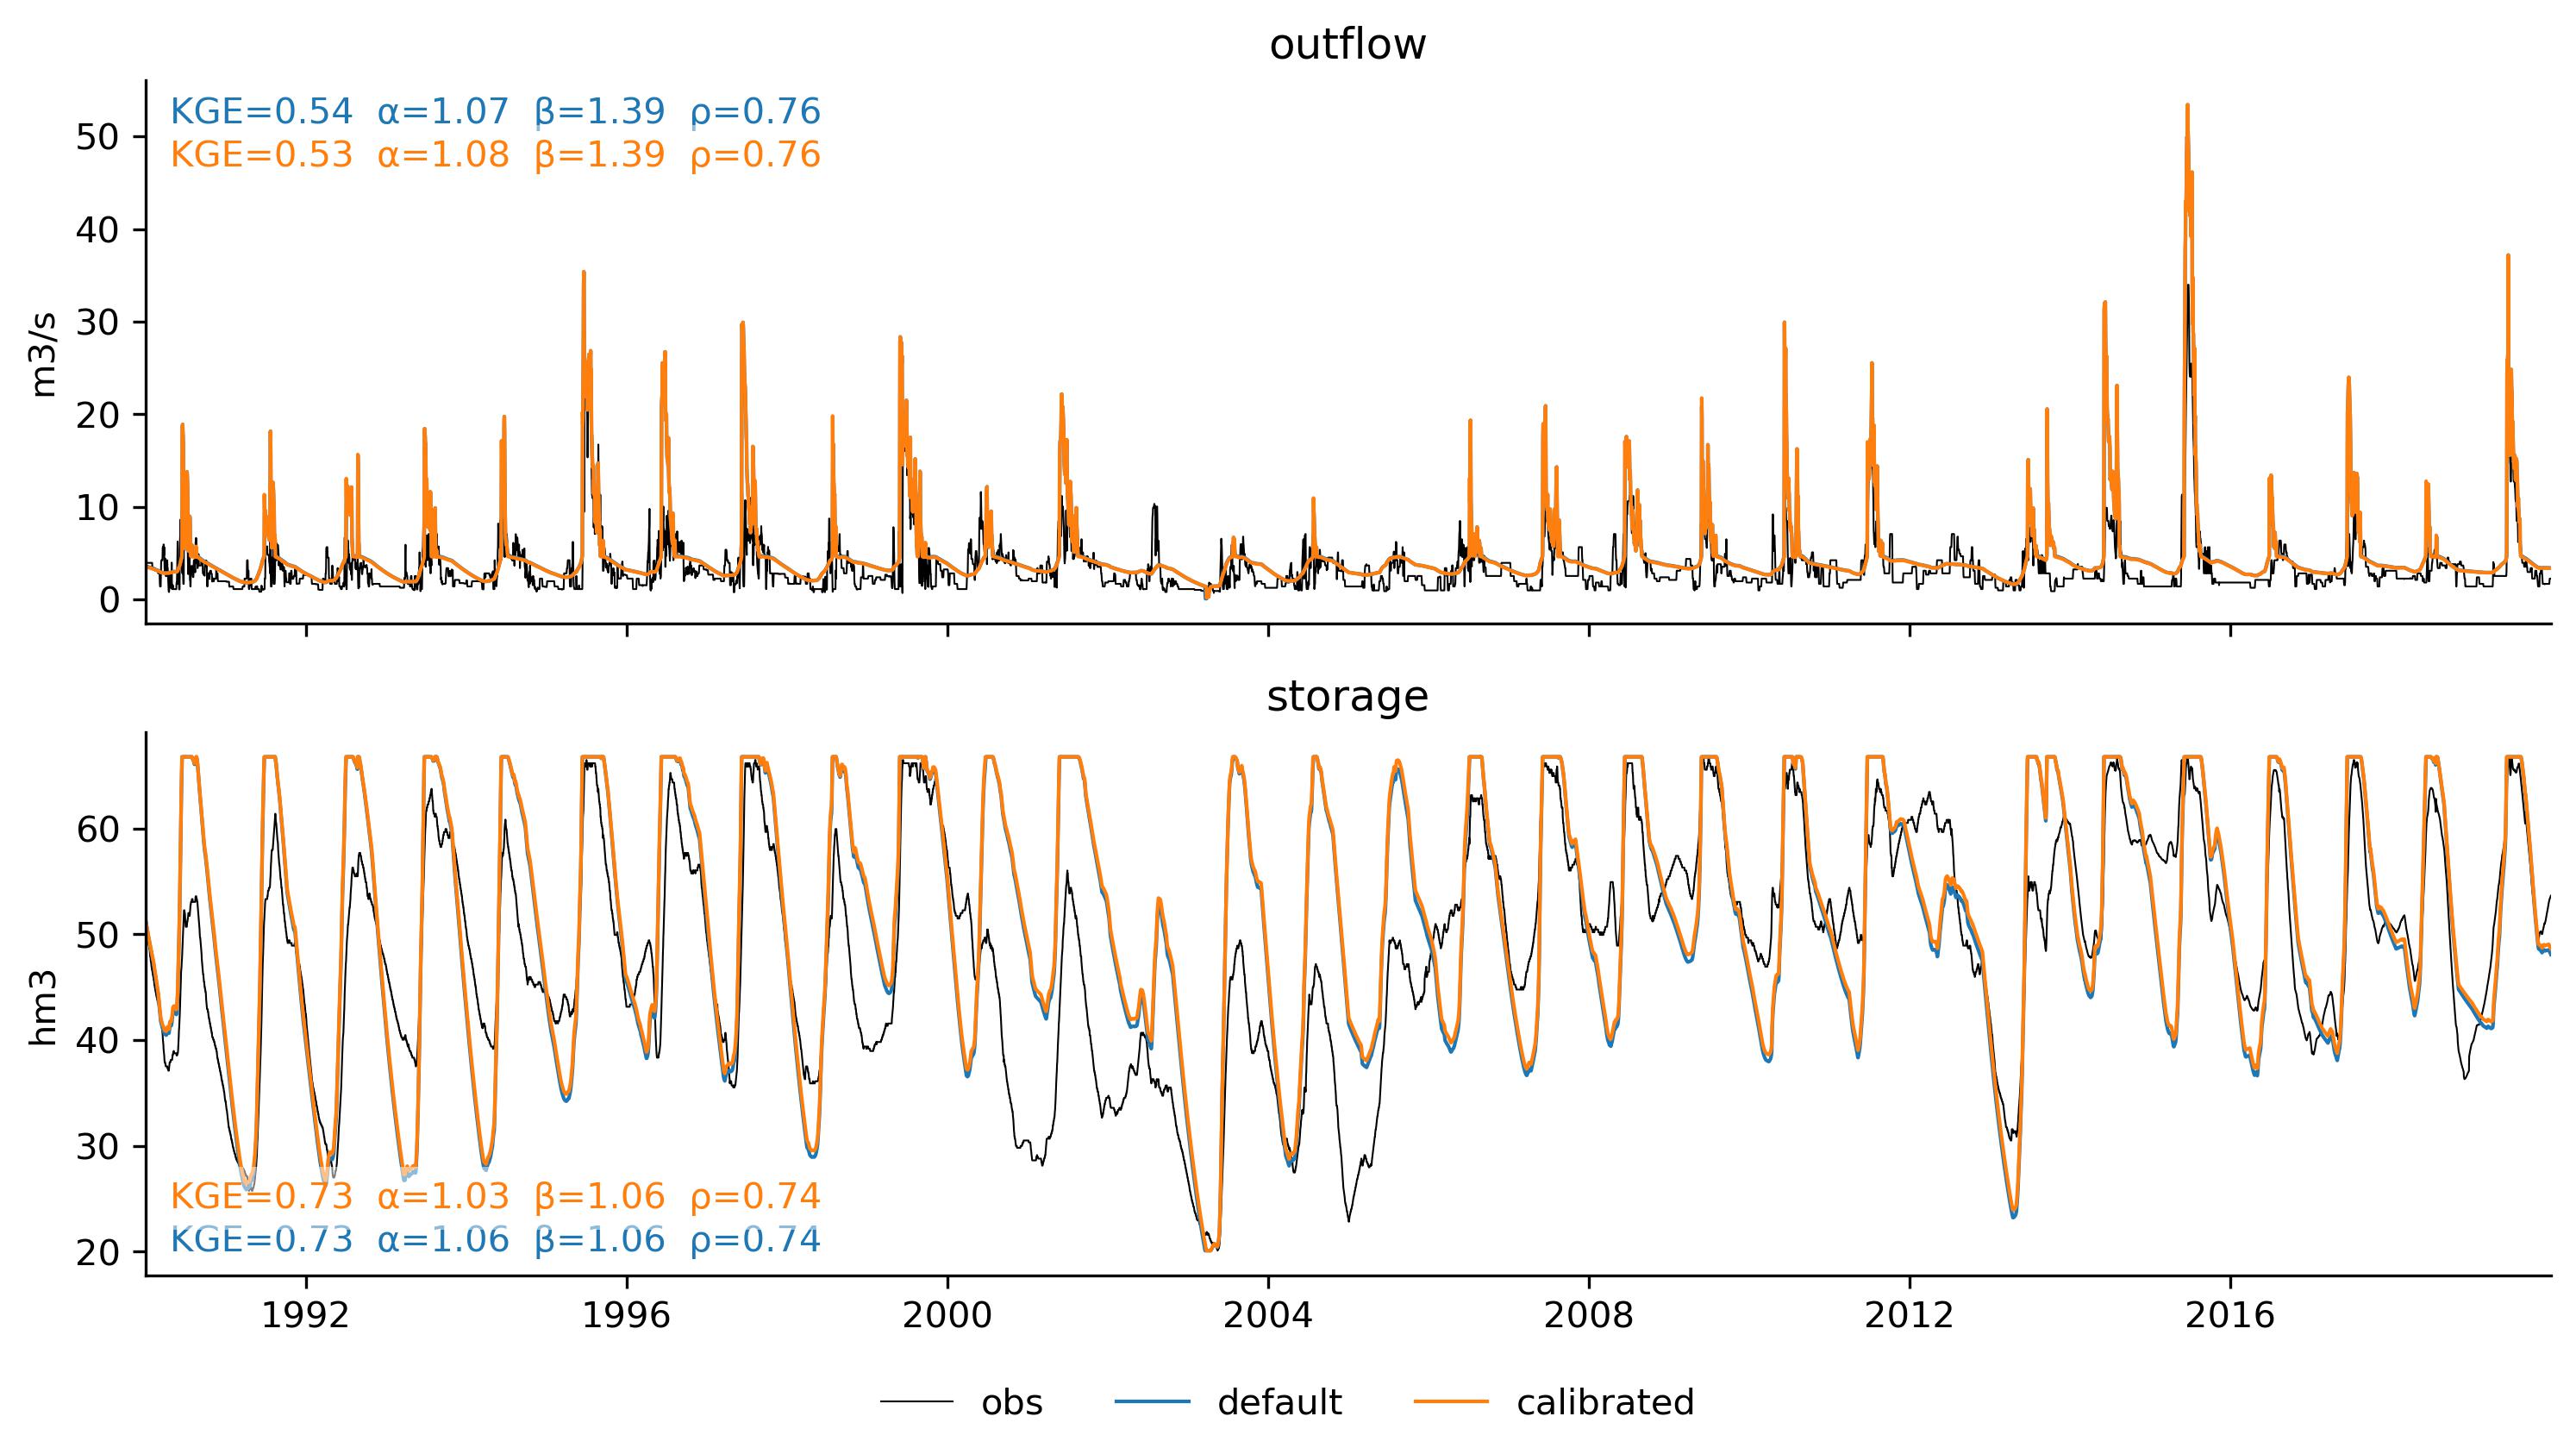 outflow
KGE=0.54 α=1.07 β=1.39 ρ=0.76
KGE=0.53 α=1.08 β=1.39 ρ=0.76
50
40
30
20
10
0
m3/s
storage
60
50
40
30
20
hm3
KGE=0.73 α=1.03 β=1.06 ρ=0.74
KGE=0.73 α=1.06 β=1.06 ρ=0.74
1992 1996 2000 2004 2008 2012 2016
obs default calibrated